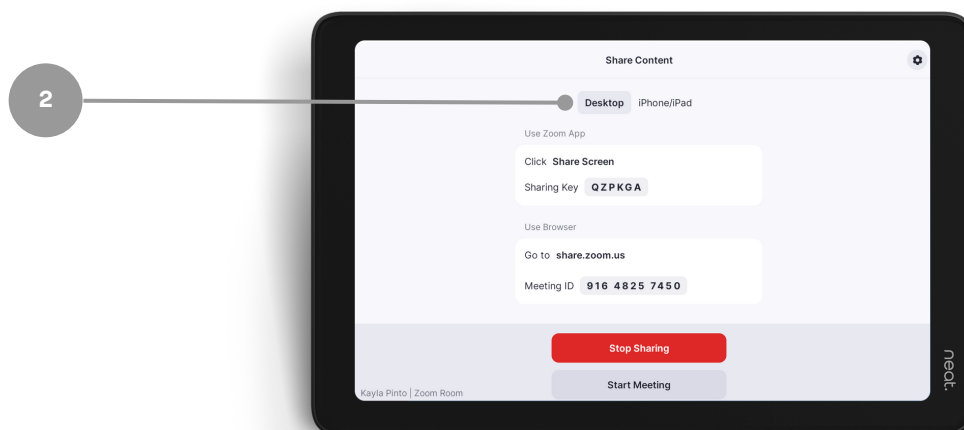 Share Content
2
Desktop iPhone/iPad
Use Zoom App
Click Share Screen
Sharing Key QZPKGA
Use Browser
Go to share.zoom.us
Meeting ID 916 4825 7450
Stop Sharing
Start Meeting
Kayla Pinto | Zoom Room
neat.